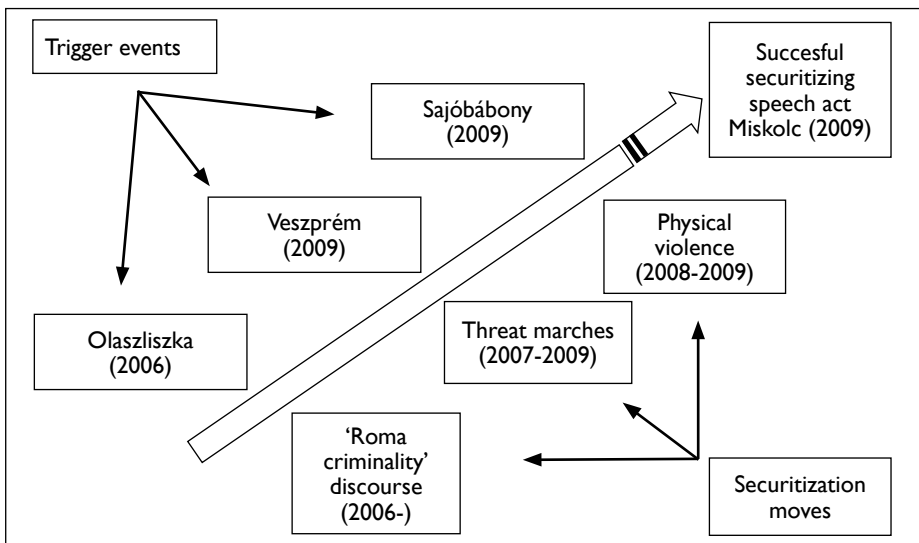 Trigger events
Succesful
securitizing
speech act
Miskolc (2009)
Sajóbábony
(2009)
Veszprém
(2009)
Physical
violence
(2008-2009)
Olaszliszka
(2006)
Threat marches
(2007-2009)
‘Roma
criminality’
discourse
(2006-)
Securitization
moves